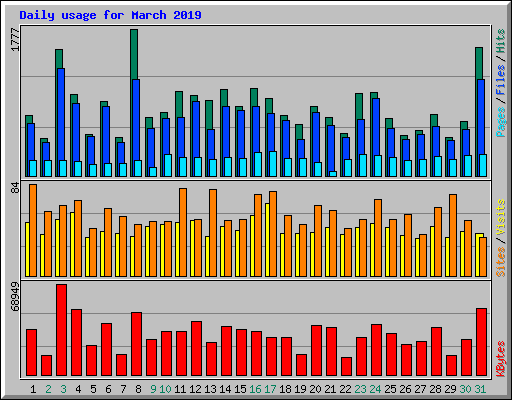 Daily usage for March 2019
1777
Pages / Files / Hits
84
Sites / Visits
68949
KBytes
1 2 3 4 5 6 7 8 9 10 11 12 13 14 15 16 17 18 19 20 21 22 23 24 25 26 27 28 29 30 31